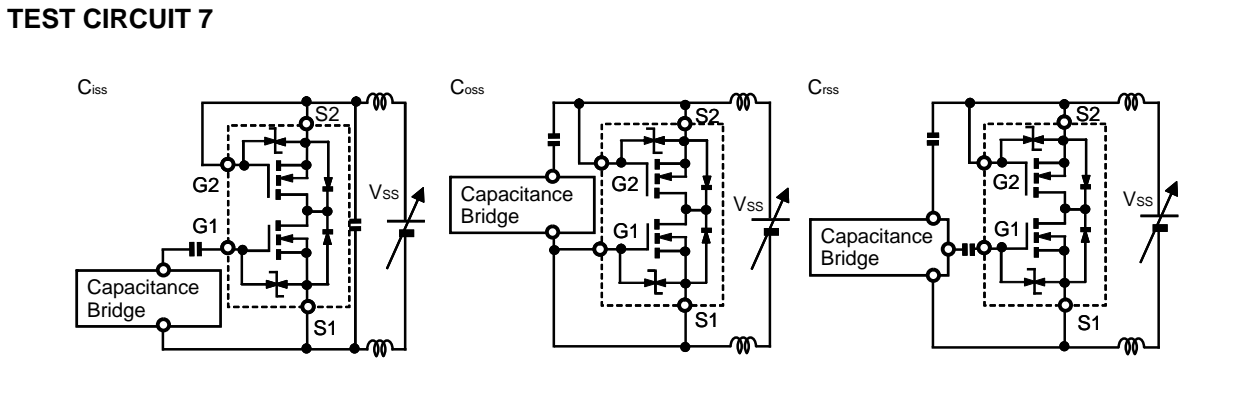 TEST CIRCUIT 7
Ciss
S2
G2
VSS
G1
Capacitance
Bridge
S1
Coss
S2
Capacitance
Bridge
G2
VSS
G1
S1
Crss
S2
G2
VSS
G1
Capacitance
Bridge
S1